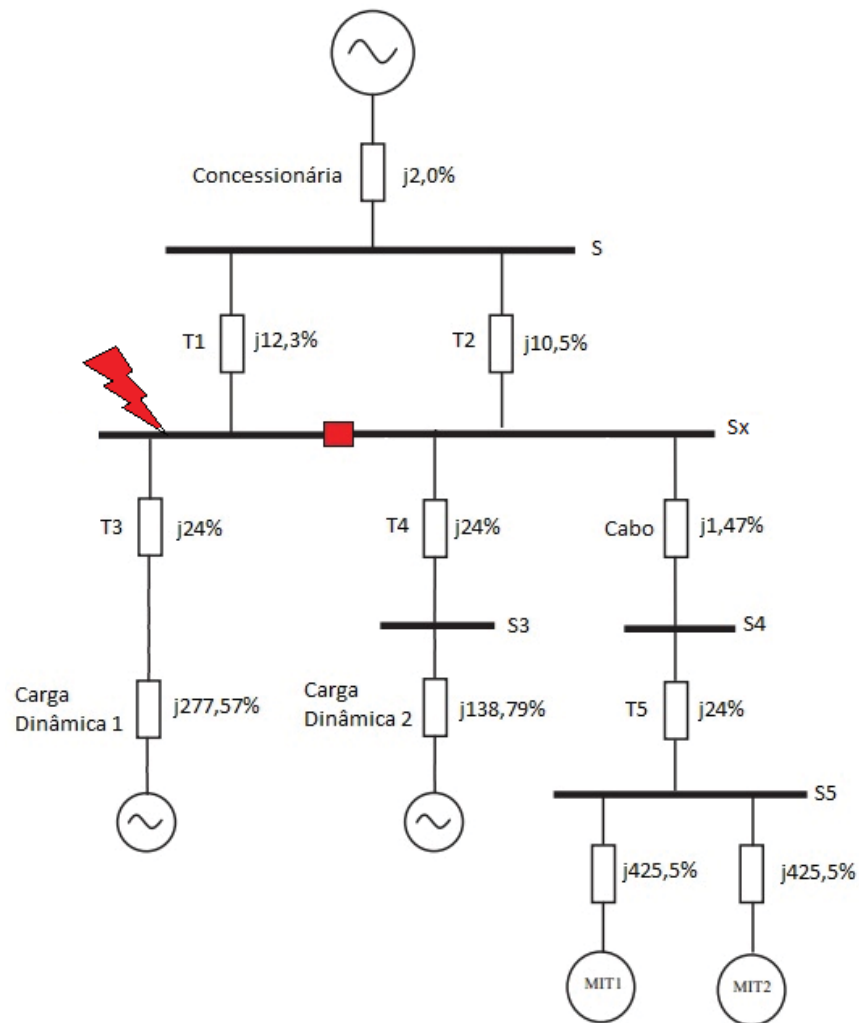 Concessionária j2,0%
S
T1 j12,3% T2 j10,5%
Sx
T3 j24% T4 j24% Cabo j1,47%
S3 S4
Carga Dinâmica 1 j277,57%
Carga Dinâmica 2 j138,79%
T5 j24%
S5
j425,5% j425,5%
MIT1 MIT2